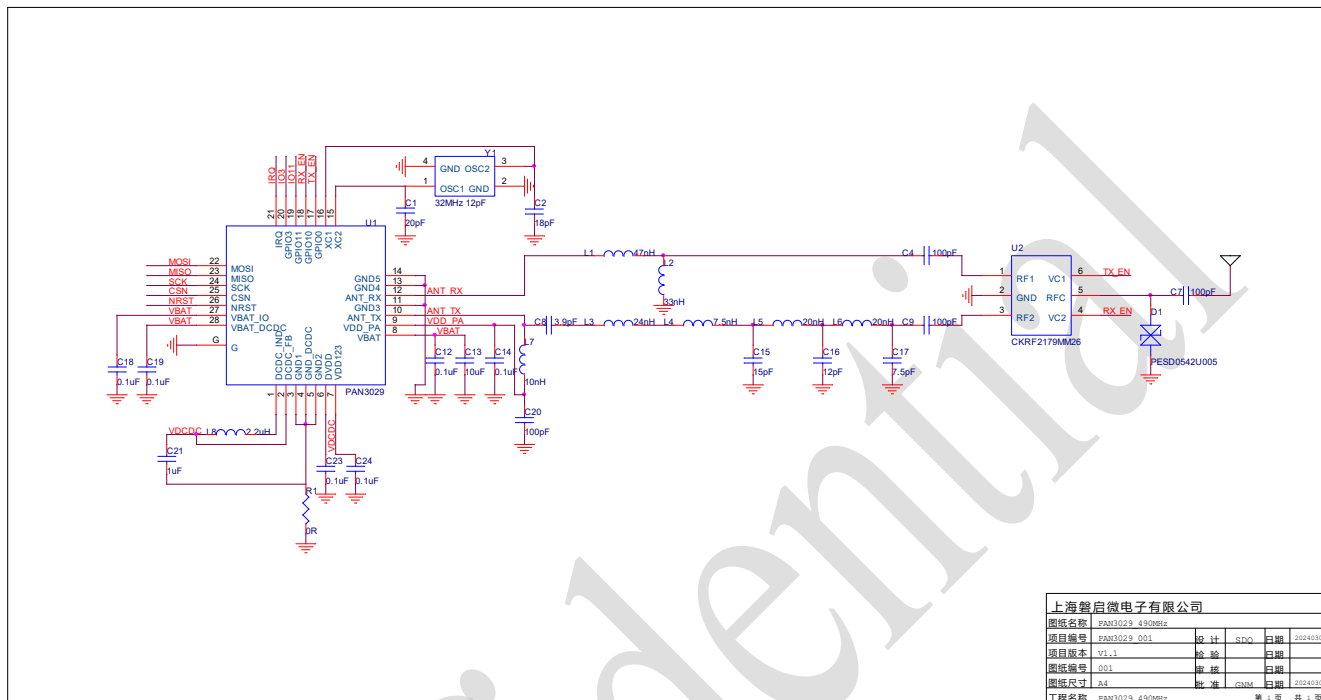 Y1
4 GND OSC2 3
1 OSC1 GND 2
32MHz 12pF
C1
20pF
C2
18pF
IRQ
IO3
IO11
RX_EN
TX_EN
21 20 19 18 17 16 15
U1
IRQ
GPIO3
GPIO11
GPIO10
GPIO0
XC1
XC2
MOSI 22 MOSI
MISO 23 MISO
SCK 24 SCK
CSN 25 CSN
NRST 26 NRST
VBAT 27 VBAT_IO
VBAT 28 VBAT_DCDC
G G
GND5 14
GND4 13
ANT_RX 12 ANT_RX
GND3 11
ANT_TX 10 ANT_TX
VDD_PA 9 VDD_PA
VBAT 8 VBAT
DCDC_IND
DCDC_FB
GND1
GND_DCDC
GND2
DVDD
VDD123
PAN3029
1 2 3 4 5 6 7
C18
0.1uF
C19
0.1uF
VDCDC L8 2.2uH
C21
1uF
R1
0R
VDCDC
C23
0.1uF
C24
0.1uF
C12
0.1uF
C13
10uF
C14
0.1uF
L7
10nH
C20
100pF
L1 47nH
L2
33nH
C4 100pF
C8 3.9pF
L3 24nH
L4 7.5nH
L5 20nH
L6 20nH
C9 100pF
C15
15pF
C16
12pF
C17
7.5pF
U2
1 RF1 VC1 6 TX_EN
2 GND RFC 5
3 RF2 VC2 4 RX_EN
CKRF2179MM26
C7 100pF
D1
PESD0542U005
fidential
上海磐启微电子有限公司
图纸名称 PAN3029_490MHz
项目编号 PAN3029_001 设 计 SDQ 日期 2024030
项目版本 V1.1 检 验 日期
图纸编号 001 审 核 日期
图纸尺寸 A4 批 准 GNM 日期 2024030
工程名称 PAN3029_490MHz 第 1 页 共 1 页